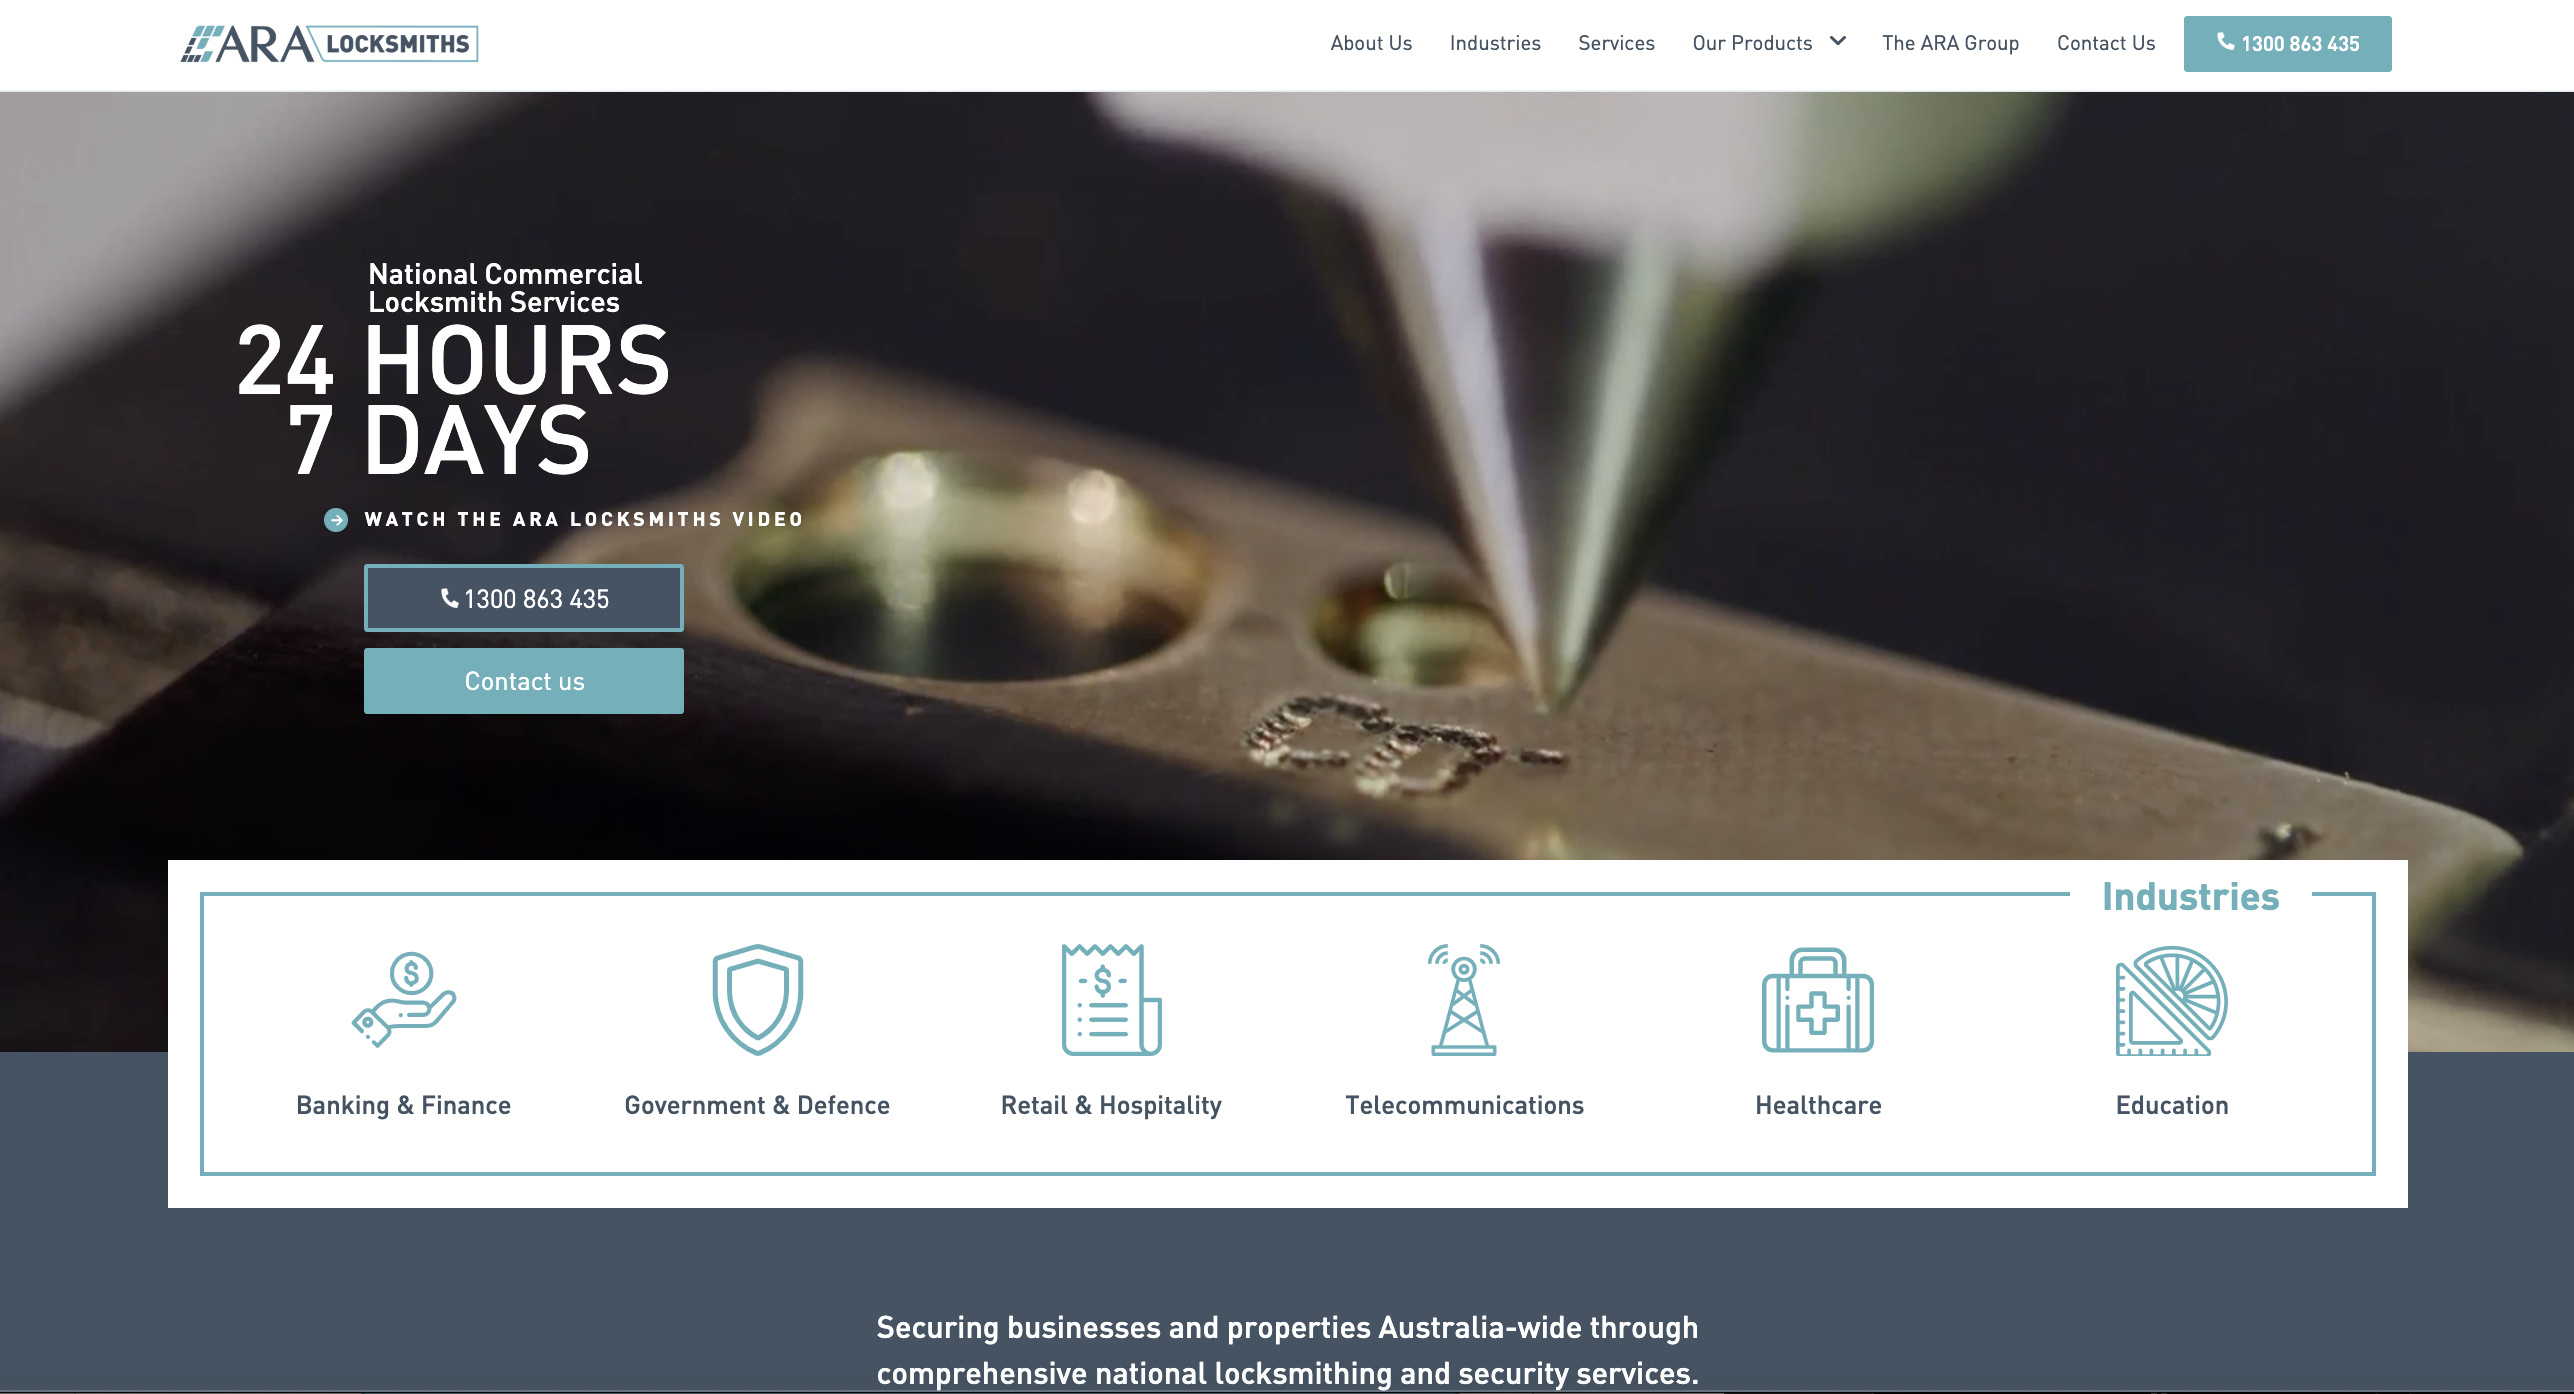 ARA LOCKSMITHS
About Us
Industries
Services
Our Products
The ARA Group
Contact Us
1300 863 435
National Commercial
Locksmith Services
24 HOURS
7 DAYS
WATCH THE ARA LOCKSMITHS VIDEO
1300 863 435
Contact us
Industries
Banking & Finance
Government & Defence
Retail & Hospitality
Telecommunications
Healthcare
Education
Securing businesses and properties Australia-wide through
comprehensive national locksmithing and security services.